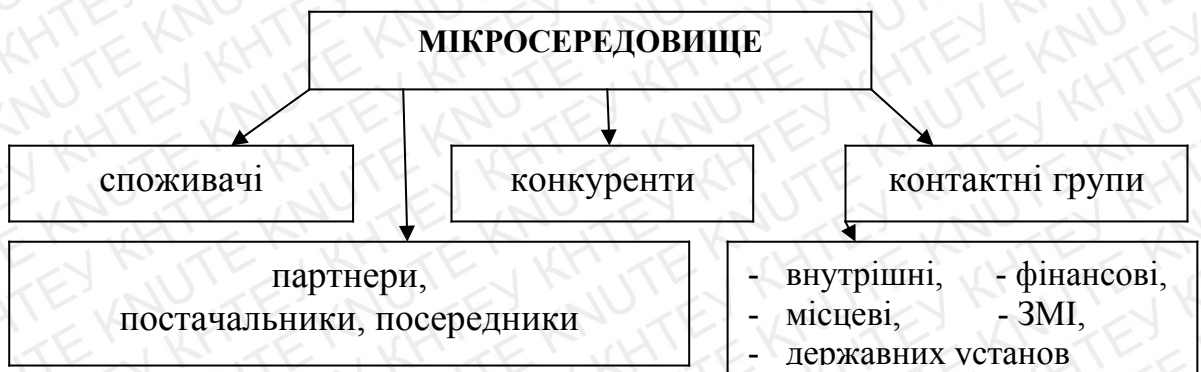 МІКРОСЕРЕДОВИЩЕ
споживачі
конкуренти
контактні групи
партнери,
постачальники, посередники
- внутрішні, - фінансові,
- місцеві, - ЗМІ,
- державних установ